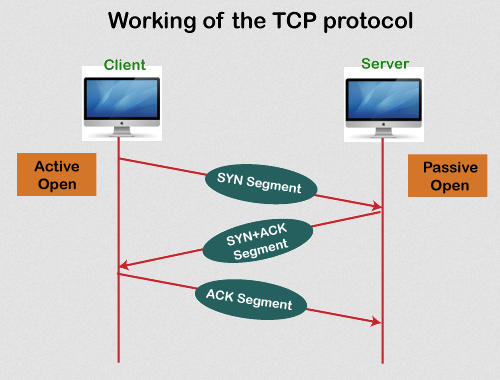 Working of the TCP protocol
Client
Server
Active
Open
Passive
Open
SYN Segment
SYN+ACK
Segment
ACK Segment